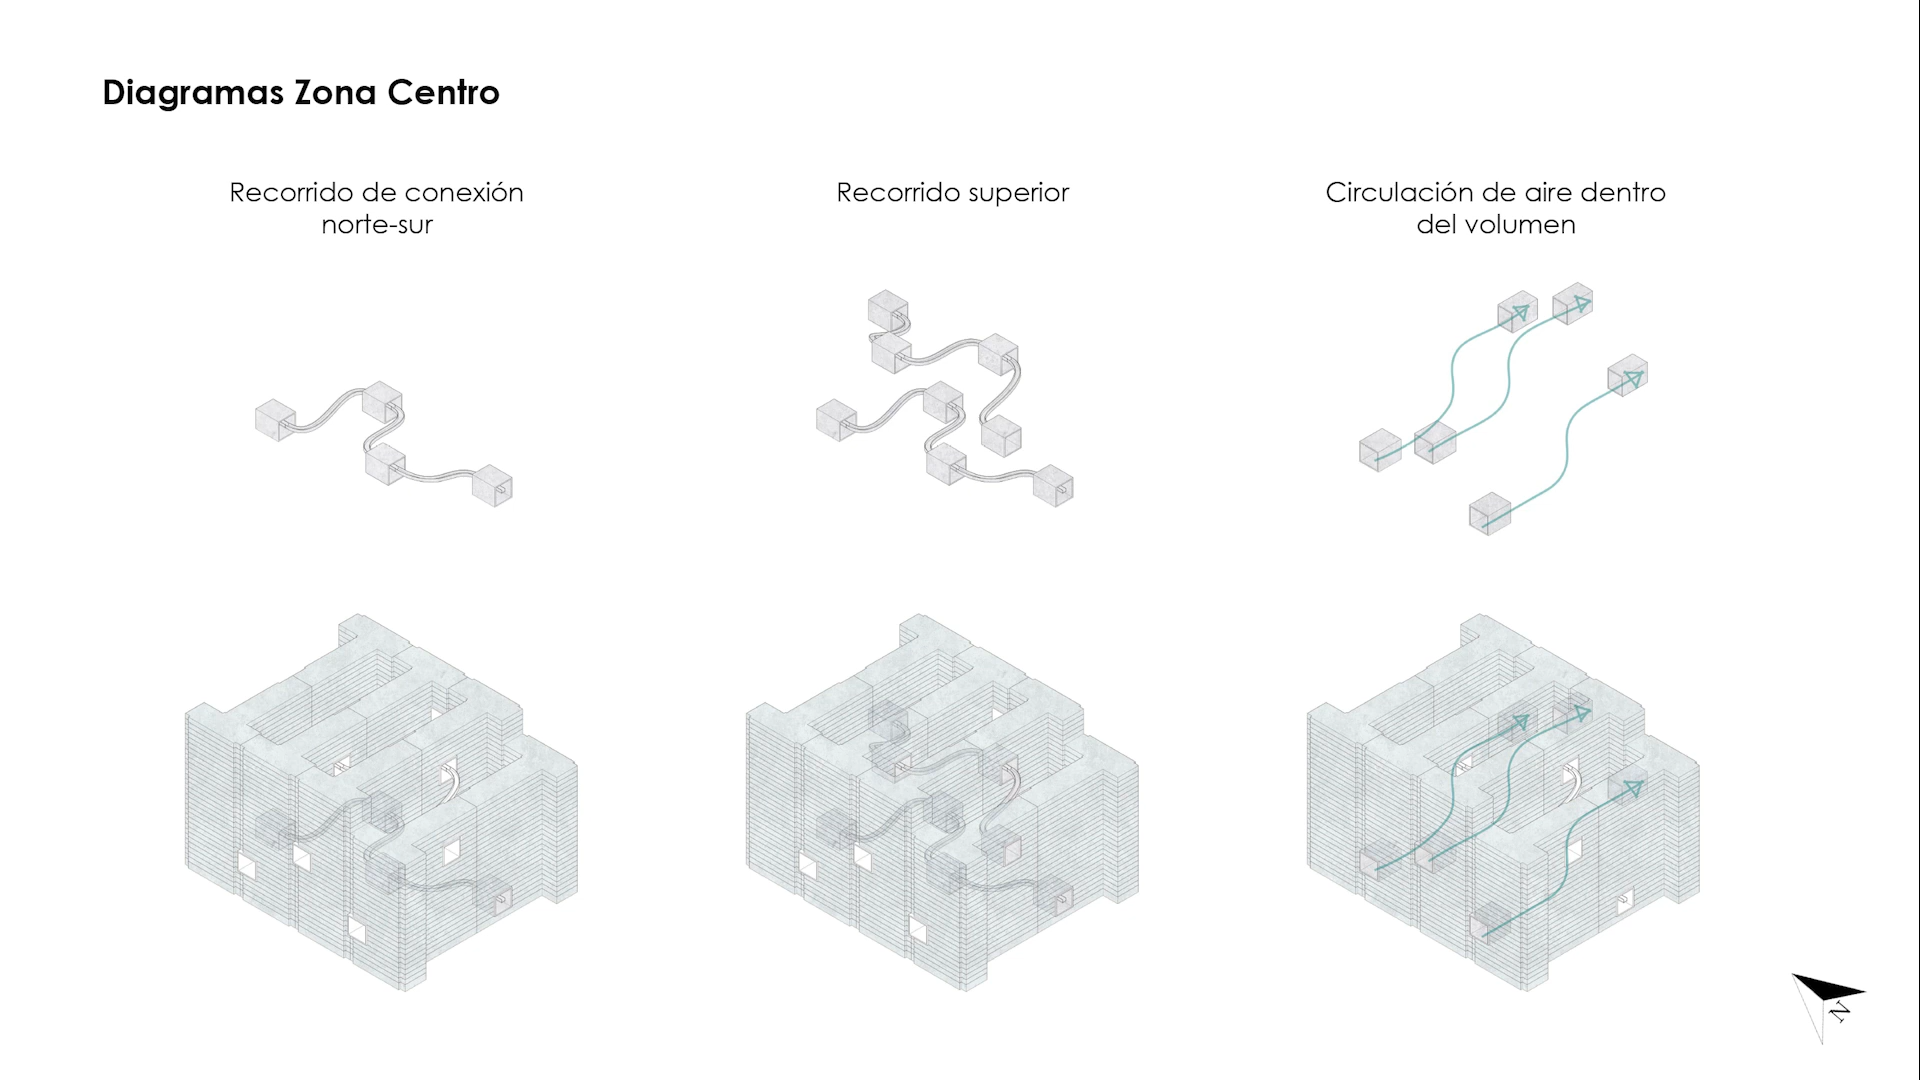 Diagramas Zona Centro
Recorrido de conexión
norte-sur
Recorrido superior
Circulación de aire dentro
del volumen
N